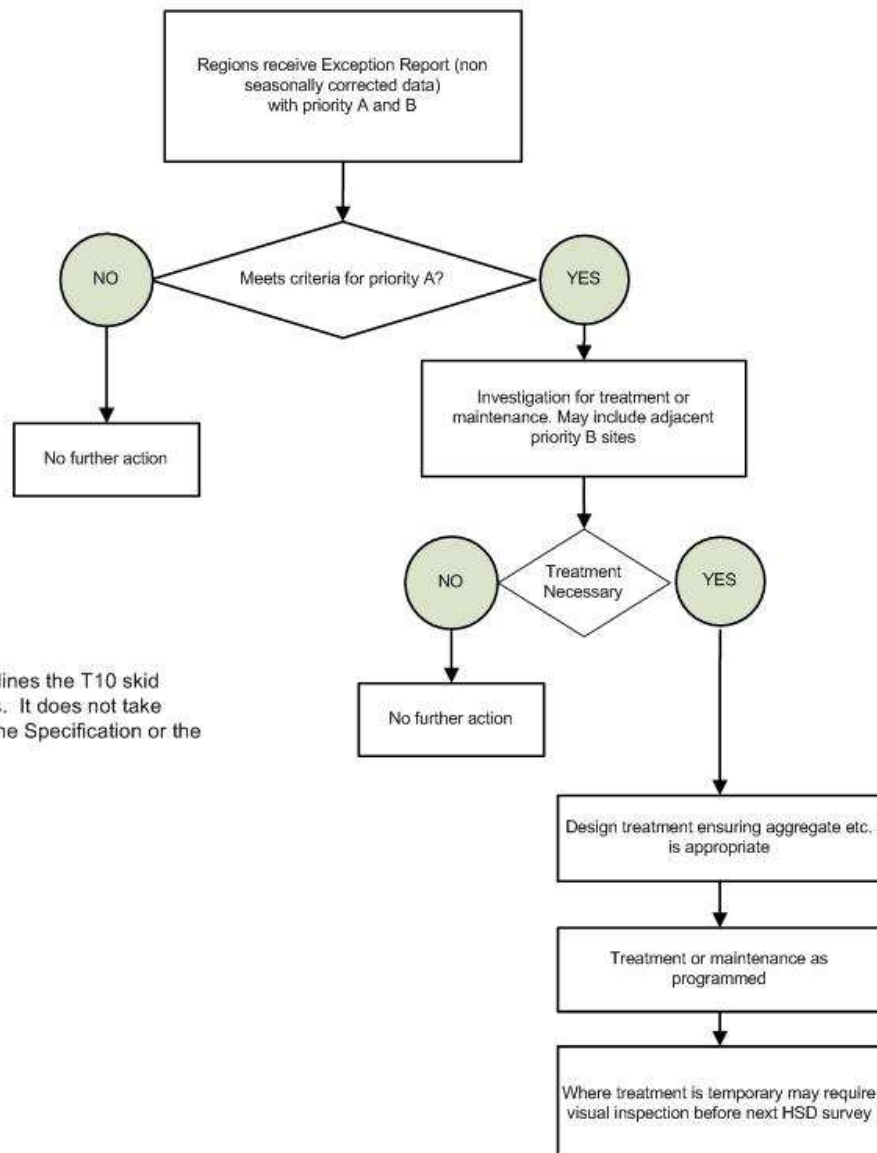 Regions receive Exception Report (non
seasonally corrected data)
with priority A and B
NO
Meets criteria for priority A?
YES
No further action
Investigation for treatment or
maintenance. May include adjacent
priority B sites
NO
Treatment
Necessary
YES
lines the T10 skid
s. It does not take
ne Specification or the
No further action
Design treatment ensuring aggregate etc.
is appropriate
Treatment or maintenance as
programmed
Where treatment is temporary may require
visual inspection before next HSD survey